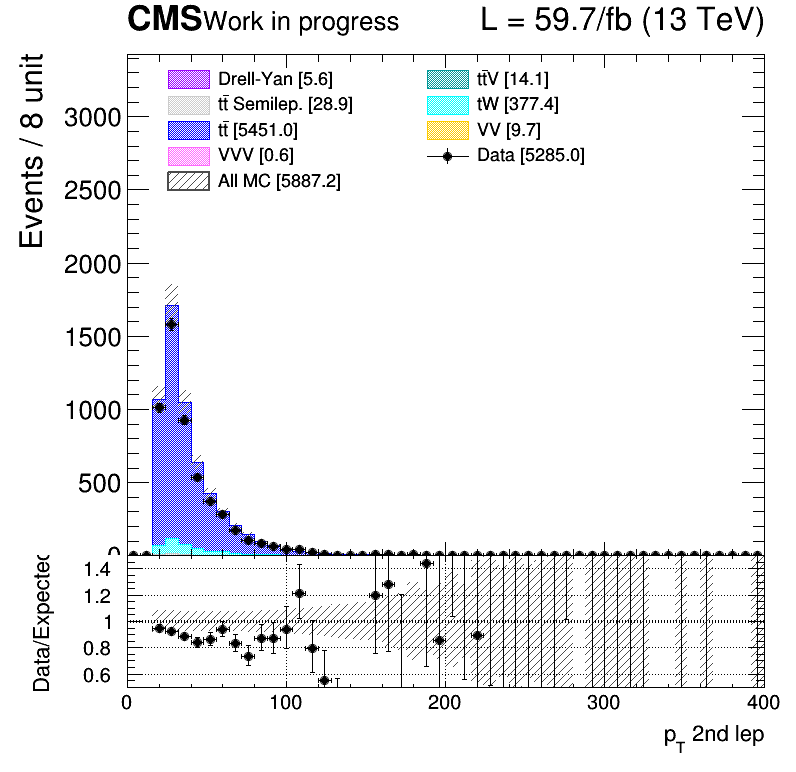 CMS Work in progress L = 59.7/fb (13 TeV)
Drell-Yan [5.6]
tt̄ Semilep. [28.9]
tt̄ [5451.0]
VVV [0.6]
All MC [5887.2]
tt̄V [14.1]
tW [377.4]
VV [9.7]
Data [5285.0]
Events / 8 unit
3000
2500
2000
1500
1000
500
0
Data/Expected
1.4
1.2
1
0.8
0.6
0 100 200 300 400
p_T 2nd lep